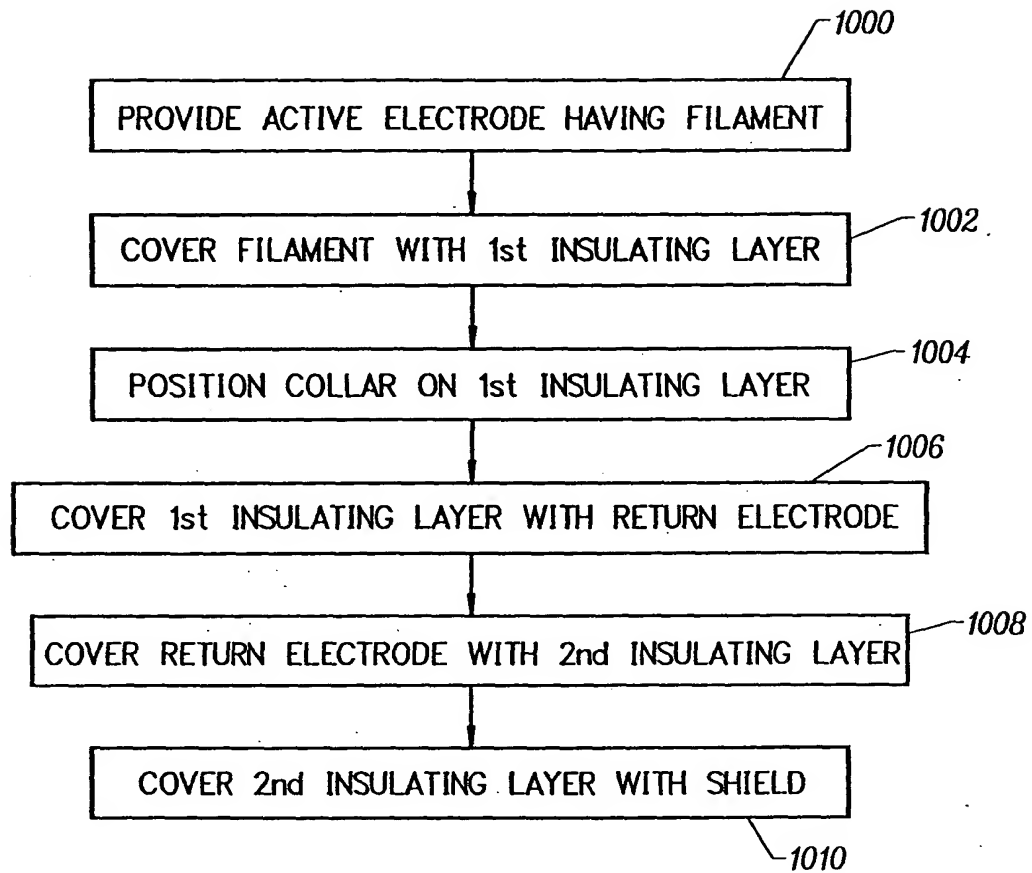 1000
PROVIDE ACTIVE ELECTRODE HAVING FILAMENT
1002
COVER FILAMENT WITH 1st INSULATING LAYER
1004
POSITION COLLAR ON 1st INSULATING LAYER
1006
COVER 1st INSULATING LAYER WITH RETURN ELECTRODE
1008
COVER RETURN ELECTRODE WITH 2nd INSULATING LAYER
COVER 2nd INSULATING LAYER WITH SHIELD
1010